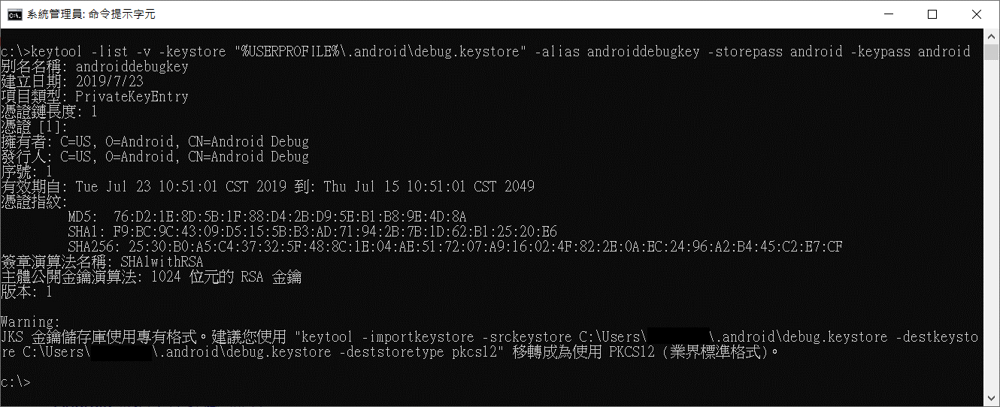 系統管理員: 命令提示字元
c:\>keytool -list -v -keystore "%USERPROFILE%\.android\debug.keystore" -alias androiddebugkey -storepass android -keypass android
別名名稱: androiddebugkey
建立日期: 2019/7/23
項目類型: PrivateKeyEntry
憑證鏈長度: 1
憑證 [1]:
擁有者: C=US, O=Android, CN=Android Debug
發行人: C=US, O=Android, CN=Android Debug
序號: 1
有效期自: Tue Jul 23 10:51:01 CST 2019 到: Thu Jul 15 10:51:01 CST 2049
憑證指紋:
MD5:  76:D2:1E:8D:5B:1F:88:D4:2B:D9:5E:B1:B8:9E:4D:8A
SHA1: F9:BC:9C:43:09:D5:15:5B:B3:AD:71:94:2B:7B:1D:62:B1:25:20:E6
SHA256: 25:30:B0:A5:C4:37:32:5F:48:8C:1E:04:AE:51:72:07:A9:16:02:4F:82:2E:0A:EC:24:96:A2:B4:45:C2:E7:CF
簽章演算法名稱: SHA1withRSA
主體公開金鑰演算法: 1024 位元的 RSA 金鑰
版本: 1
Warning:
JKS 金鑰儲存庫使用專有格式。建議您使用 "keytool -importkeystore -srckeystore C:\Users\ \.android\debug.keystore -destkeysto
re C:\Users\ \.android\debug.keystore -deststoretype pkcs12" 移轉成為使用 PKCS12 (業界標準格式)。
c:\>